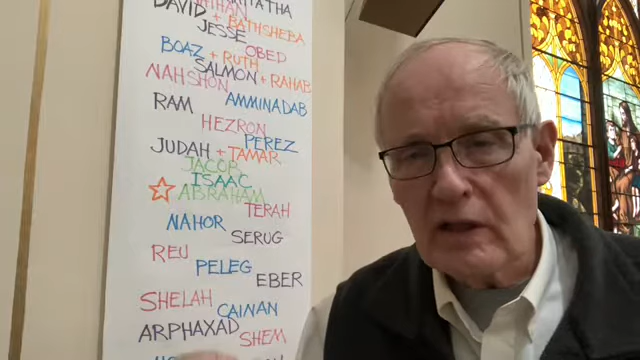 DAVID
+ BATHSHEBA
JESSE
OBED
BOAZ + RUTH
SALMON + RAHAB
NAHSHON
RAM AMMINADAB
HEZRON
PEREZ
JUDAH + TAMAR
JACOB
ISAAC
ABRAHAM
TERAH
NAHOR
SERUG
REU
PELEG
EBER
SHELAH
CAINAN
ARPHAXAD
SHEM